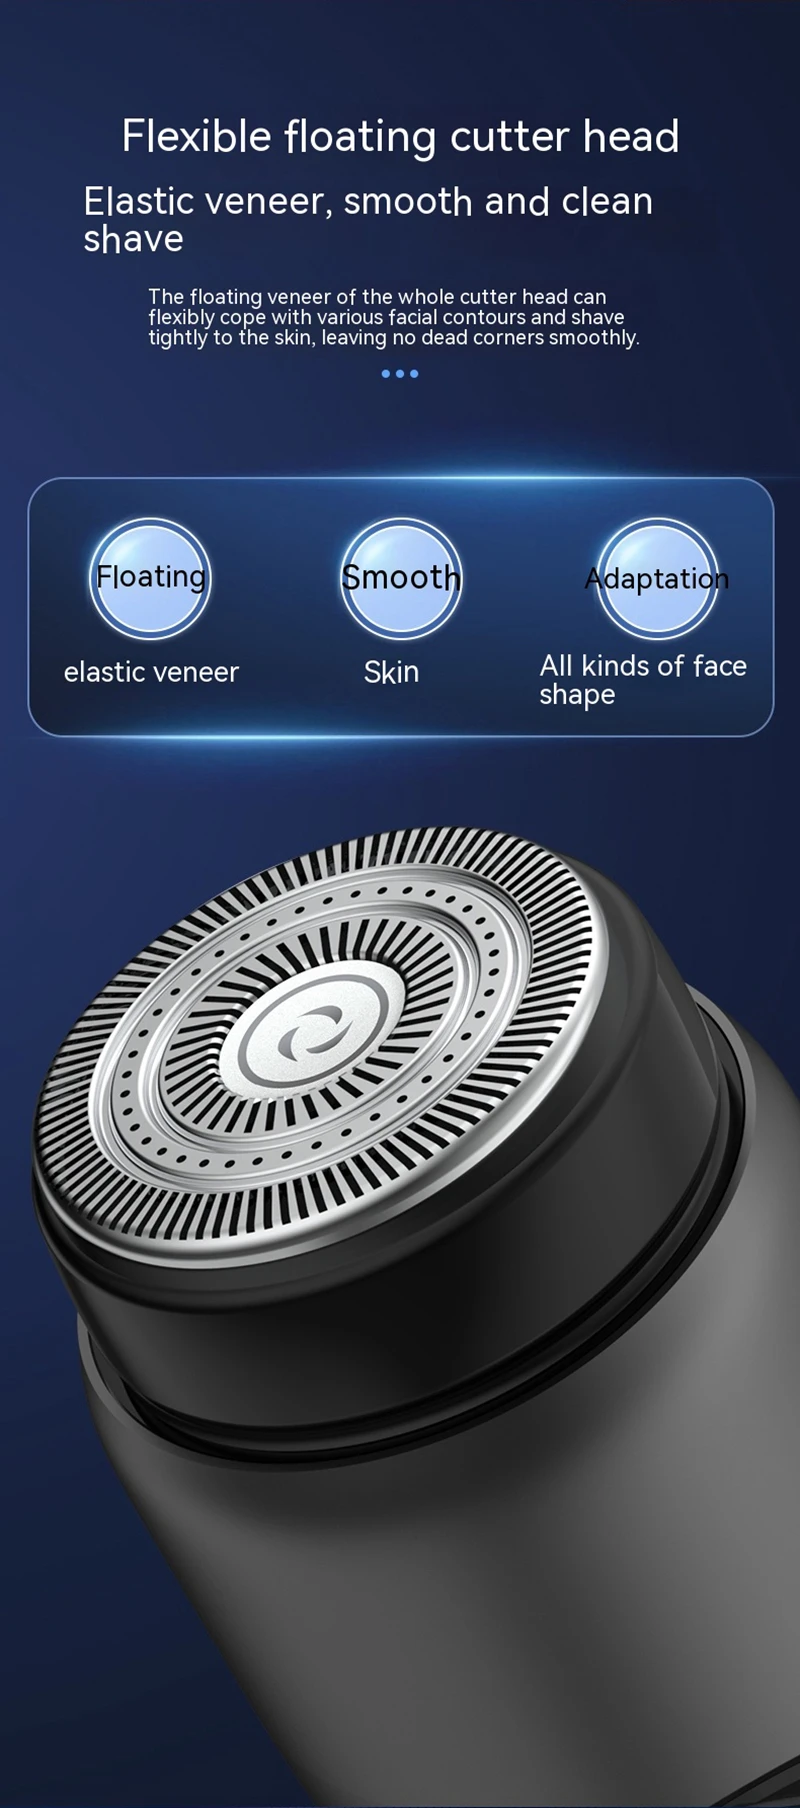 Flexible floating cutter head
Elastic veneer, smooth and clean
shave
The floating veneer of the whole cutter head can
flexibly cope with various facial contours and shave
tightly to the skin, leaving no dead corners smoothly.
Floating
Smooth
Adaptation
elastic veneer
Skin
All kinds of face
shape